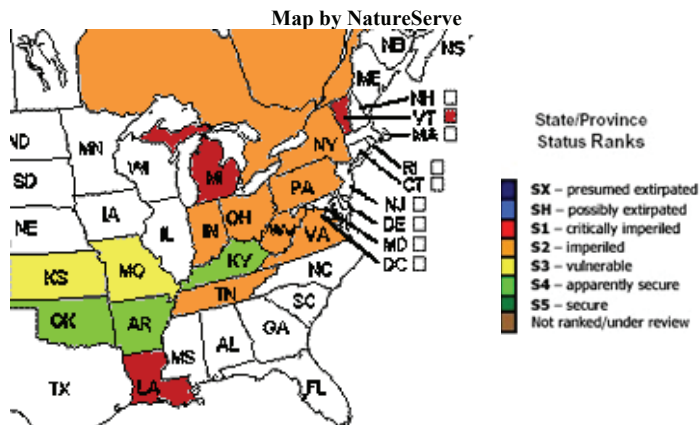 Map by NatureServe
NB
NS
ME
NH
VT
MA
ND
MN
WI
MI
NY
RI
CT
SD
PA
NJ
IA
NE
IL
IN
OH
WV
VA
DE
MD
DC
KS
MO
KY
NC
TN
OK
AR
SC
MS
AL
GA
TX
LA
FL
State/Province
Status Ranks
SX – presumed extirpated
SH – possibly extirpated
S1 – critically imperiled
S2 – imperiled
S3 – vulnerable
S4 – apparently secure
S5 – secure
Not ranked/under review